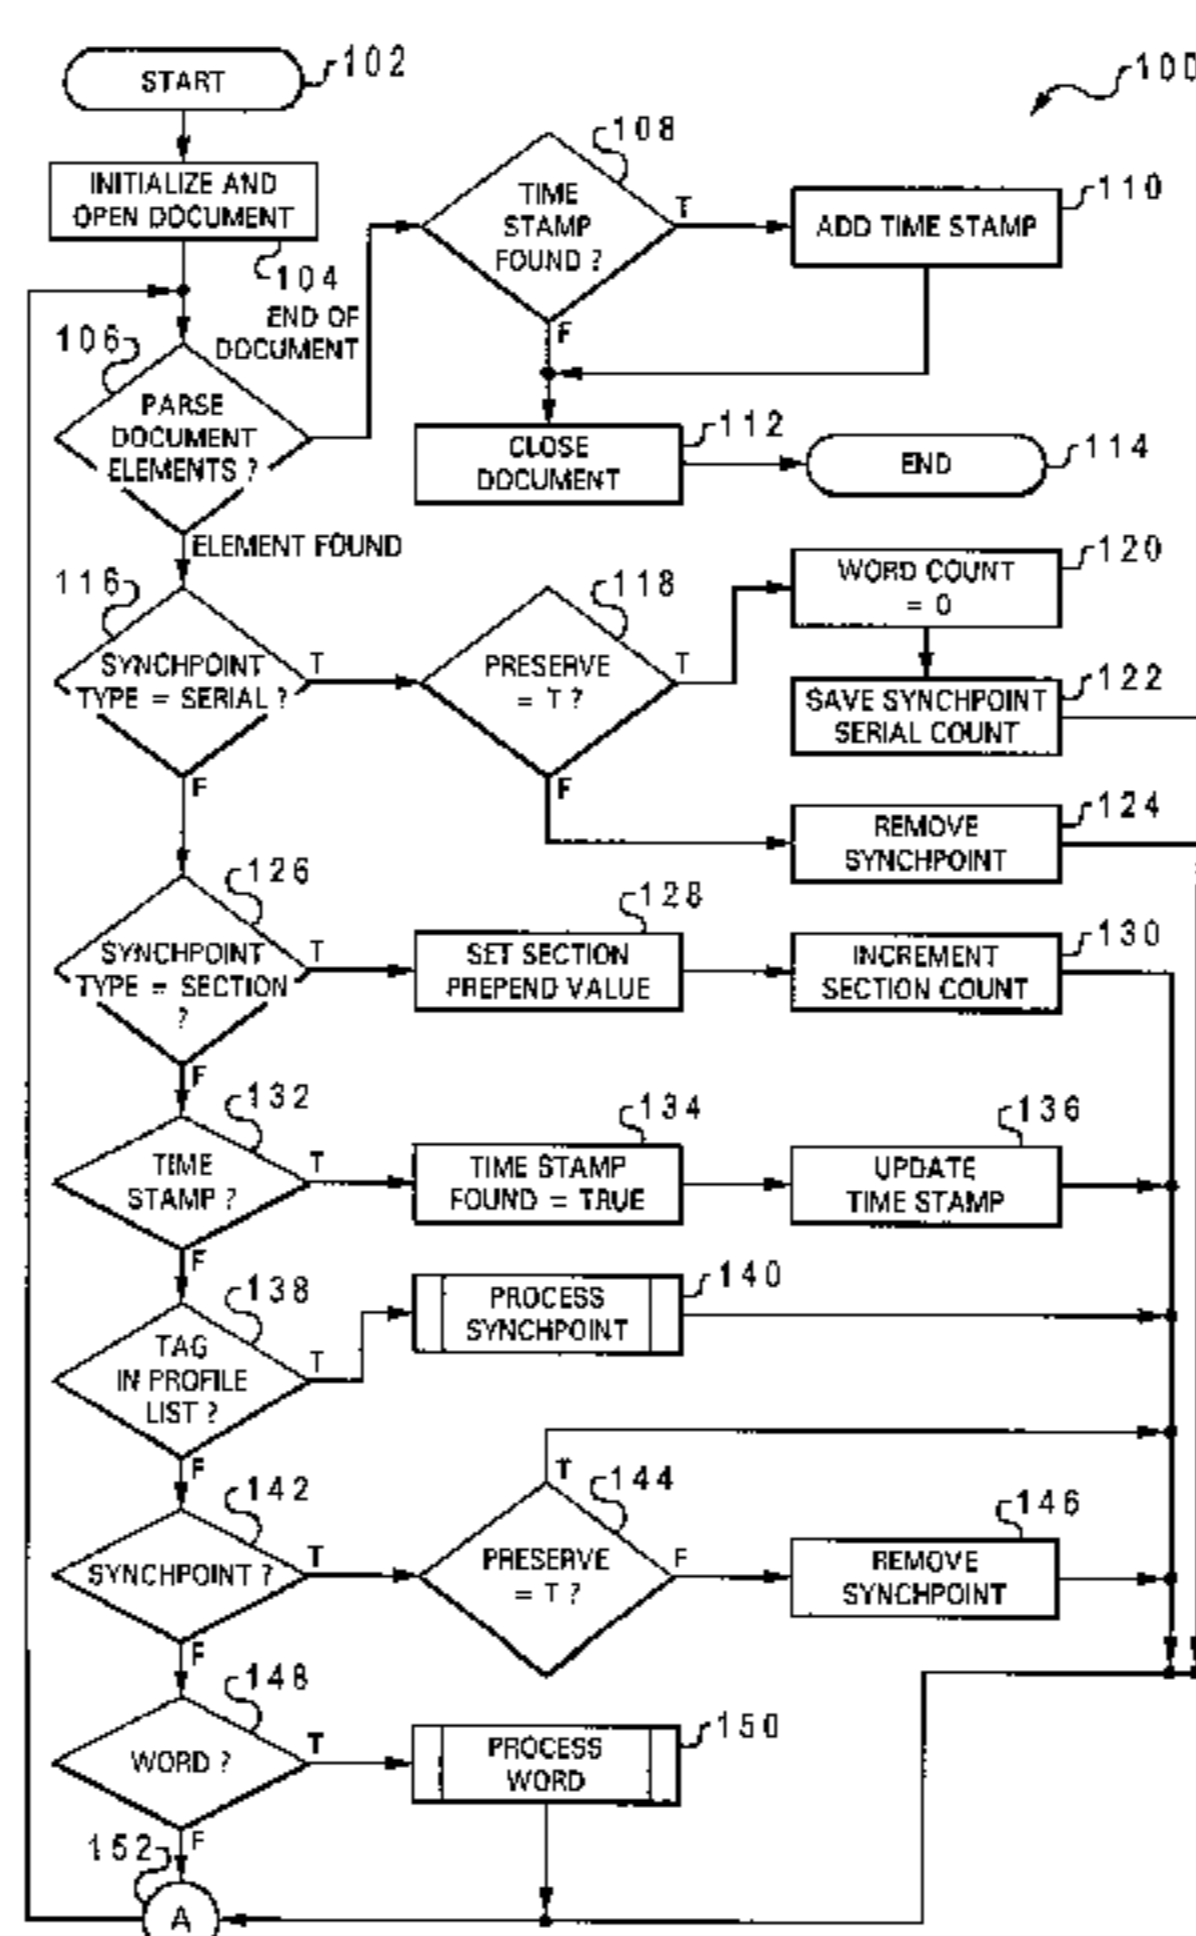 START
102
100
INITIALIZE AND
OPEN DOCUMENT
104
108
TIME
STAMP
FOUND ?
T
F
ADD TIME STAMP
110
END OF
DOCUMENT
106
PARSE
DOCUMENT
ELEMENTS ?
CLOSE
DOCUMENT
112
END
114
ELEMENT FOUND
116
SYNCHPOINT
TYPE = SERIAL ?
T
F
118
PRESERVE
= T ?
T
F
WORD COUNT
= 0
120
SAVE SYNCHPOINT
SERIAL COUNT
122
REMOVE
SYNCHPOINT
124
126
SYNCHPOINT
TYPE = SECTION
?
T
F
128
SET SECTION
PREPEND VALUE
INCREMENT
SECTION COUNT
130
132
TIME
STAMP ?
T
F
134
TIME STAMP
FOUND = TRUE
136
UPDATE
TIME STAMP
138
TAG
IN PROFILE
LIST ?
T
F
PROCESS
SYNCHPOINT
140
142
SYNCHPOINT ?
T
F
T
144
PRESERVE
= T ?
F
146
REMOVE
SYNCHPOINT
148
WORD ?
T
F
PROCESS
WORD
150
152
A